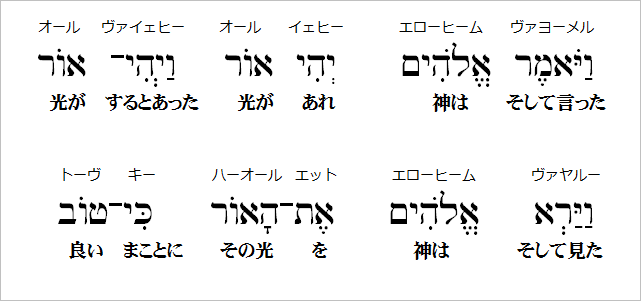 オール ヴァイェヒー オール イェヒー エローヒーム ヴァヨーメル
וַיֹּאמֶר אֱלֹהִים יְהִי אוֹר וַיְהִי־אוֹר
光が するとあった 光が あれ 神は そして言った
トーヴ キー ハーオール エット エローヒーム ヴァヤルー
וַיַּרְא אֱלֹהִים אֶת־הָאוֹר כִּי־טוֹב
良い まことに その光 を 神は そして見た